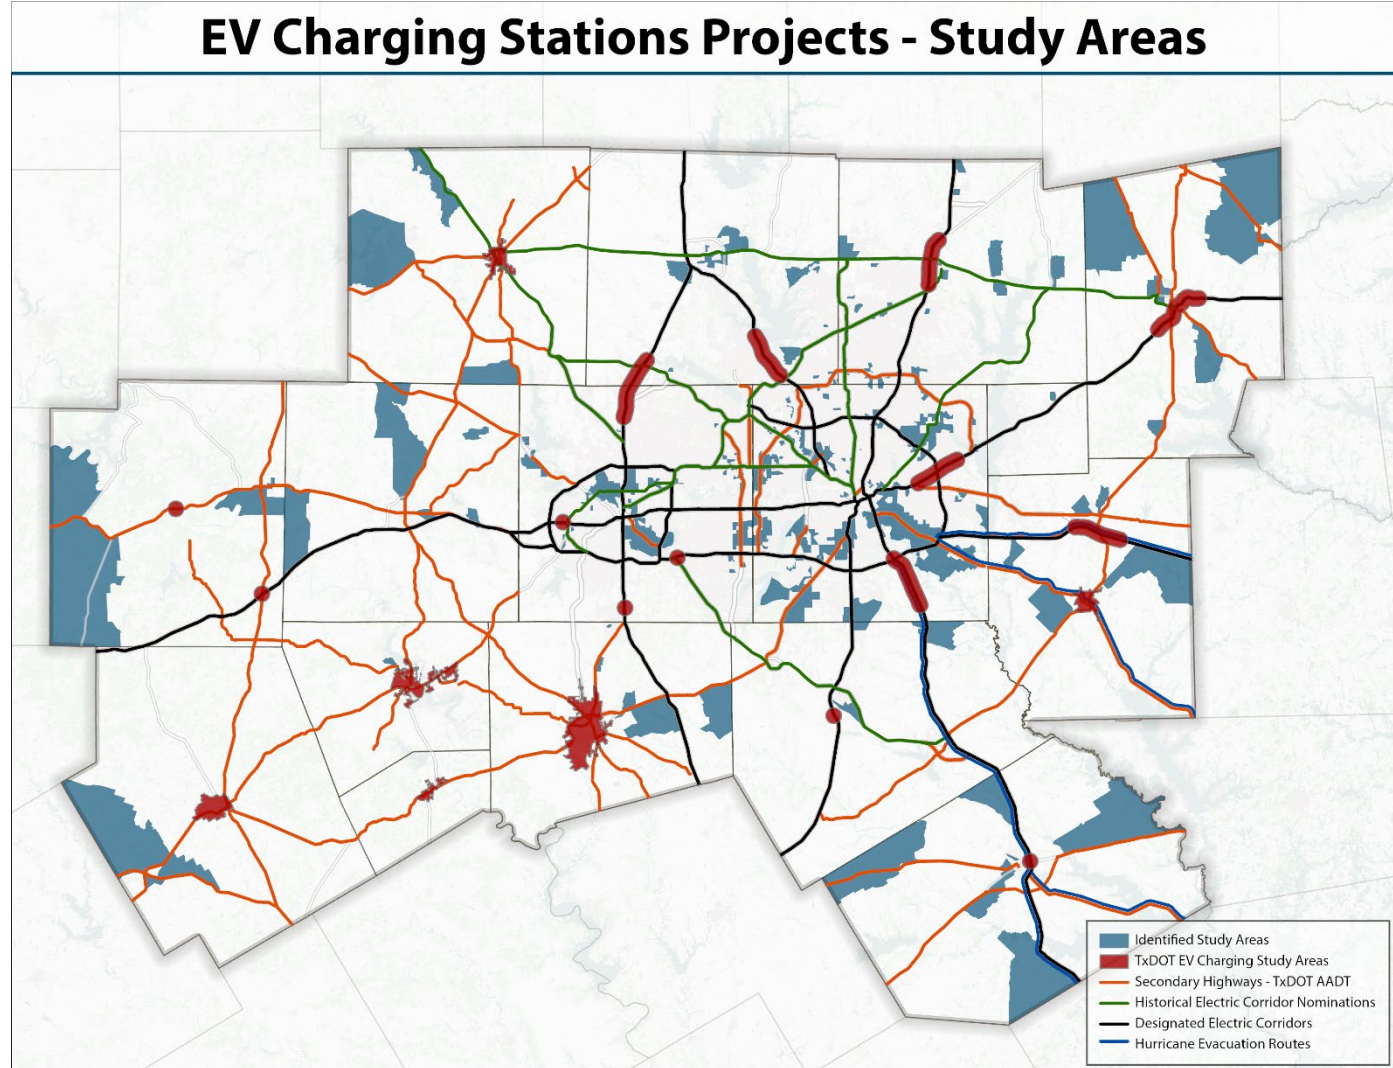 EV Charging Stations Projects - Study Areas
Identified Study Areas
TxDOT EV Charging Study Areas
Secondary Highways - TxDOT AADT
Historical Electric Corridor Nominations
Designated Electric Corridors
Hurricane Evacuation Routes